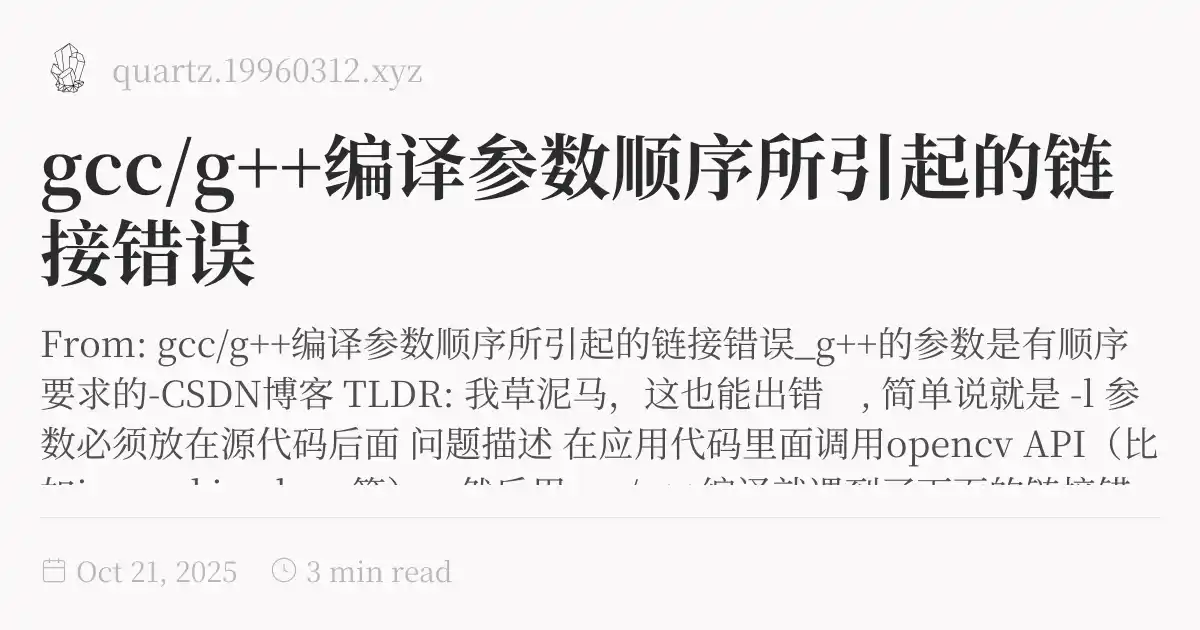 quartz.19960312.xyz
gcc/g++编译参数顺序所引起的链
接错误
From: gcc/g++编译参数顺序所引起的链接错误_g++的参数是有顺序
要求的-CSDN博客 TLDR: 我草泥马，这也能出错 , 简单说就是 -l 参
数必须放在源代码后面 问题描述 在应用代码里面调用opencv API（比
Oct 21, 2025
3 min read